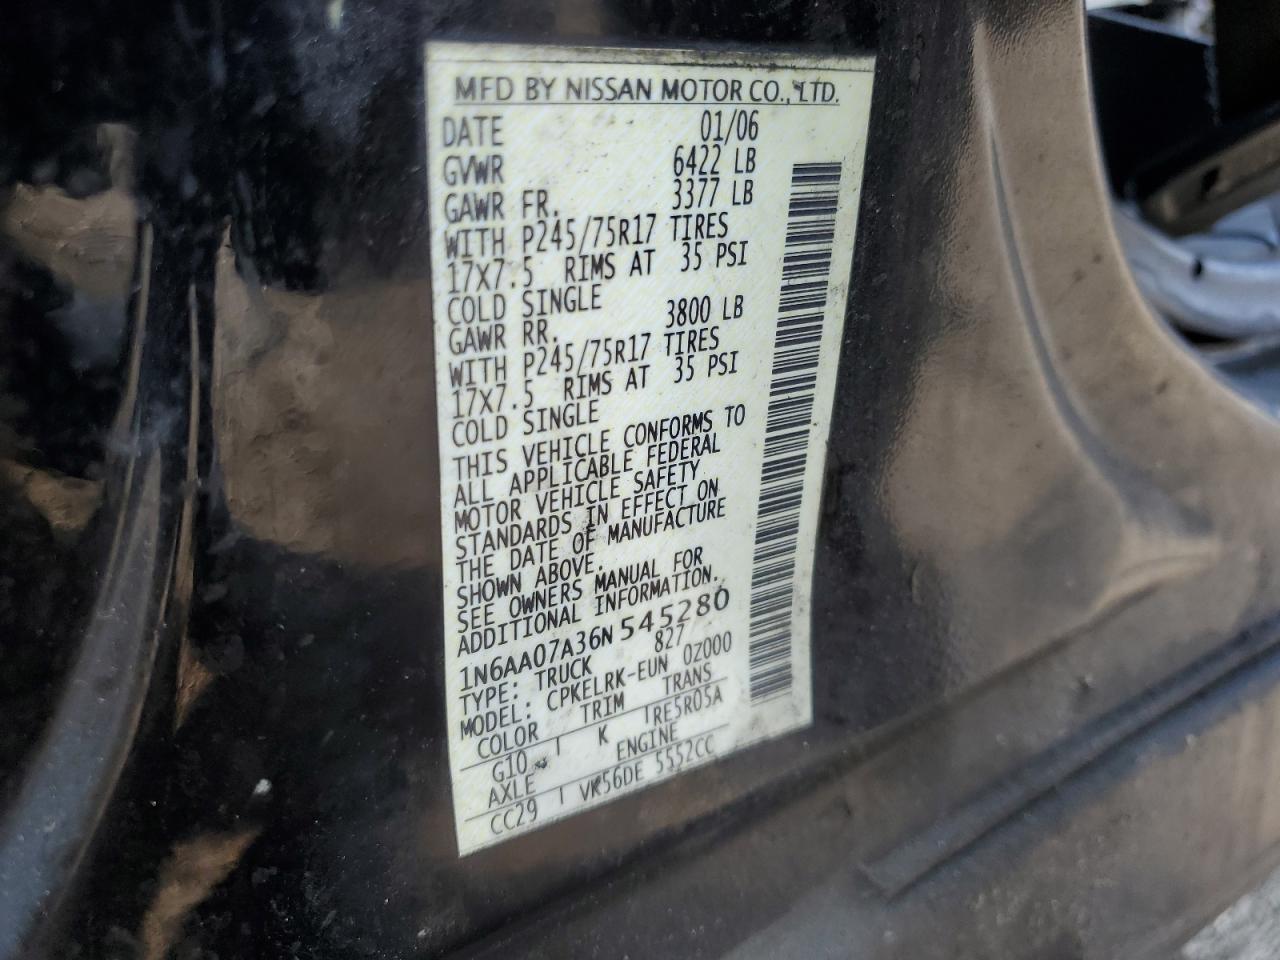 MFD BY NISSAN MOTOR CO., LTD.
DATE 01/06
GVWR 6422 LB
GAWR FR. 3377 LB
WITH P245/75R17 TIRES
17X7.5 RIMS AT 35 PSI
COLD SINGLE
GAWR RR. 3800 LB
WITH P245/75R17 TIRES
17X7.5 RIMS AT 35 PSI
COLD SINGLE
THIS VEHICLE CONFORMS TO
ALL APPLICABLE FEDERAL
MOTOR VEHICLE SAFETY
STANDARDS IN EFFECT ON
THE DATE OF MANUFACTURE
SHOWN ABOVE.
SEE OWNERS MANUAL FOR
ADDITIONAL INFORMATION.
1N6AA07A36N545280
TYPE: TRUCK 827
MODEL: CPKELRK-EUN 0Z000
COLOR TRIM TRANS
G10 K RE5R05A
AXLE ENGINE
CC29 VK56DE 5552CC